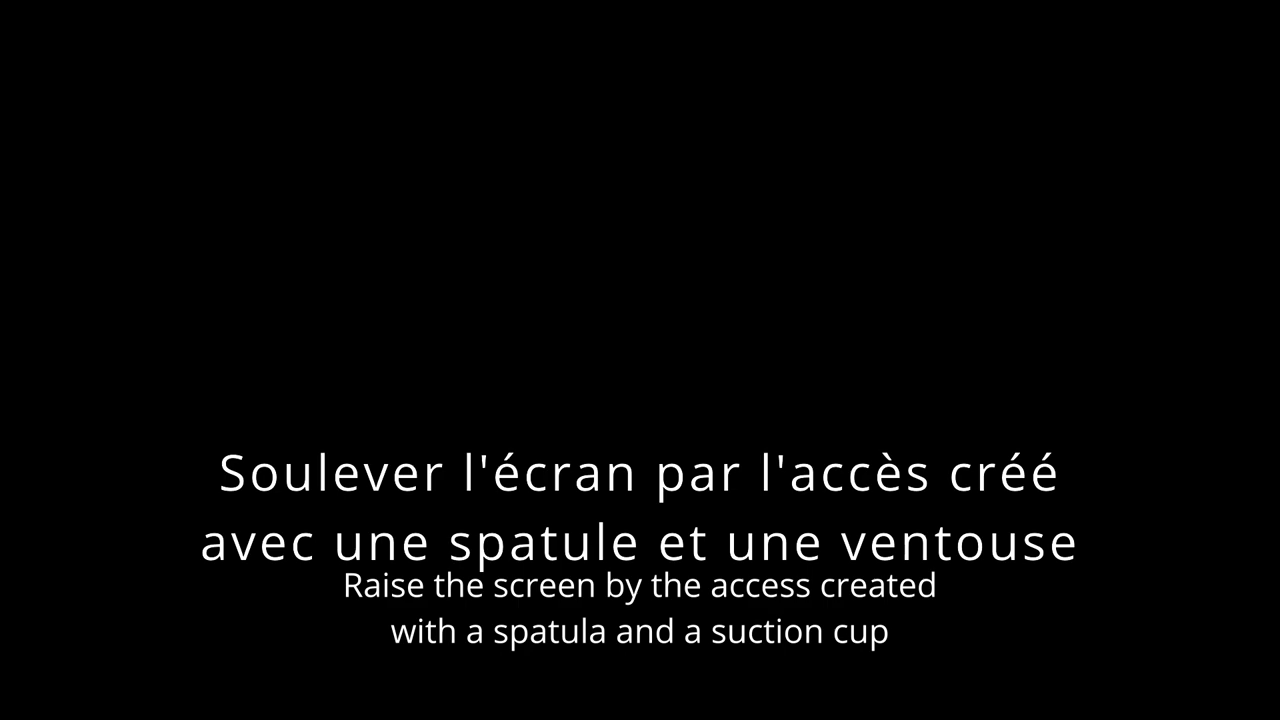 Soulever l'écran par l'accès créé
avec une spatule et une ventouse
Raise the screen by the access created
with a spatula and a suction cup